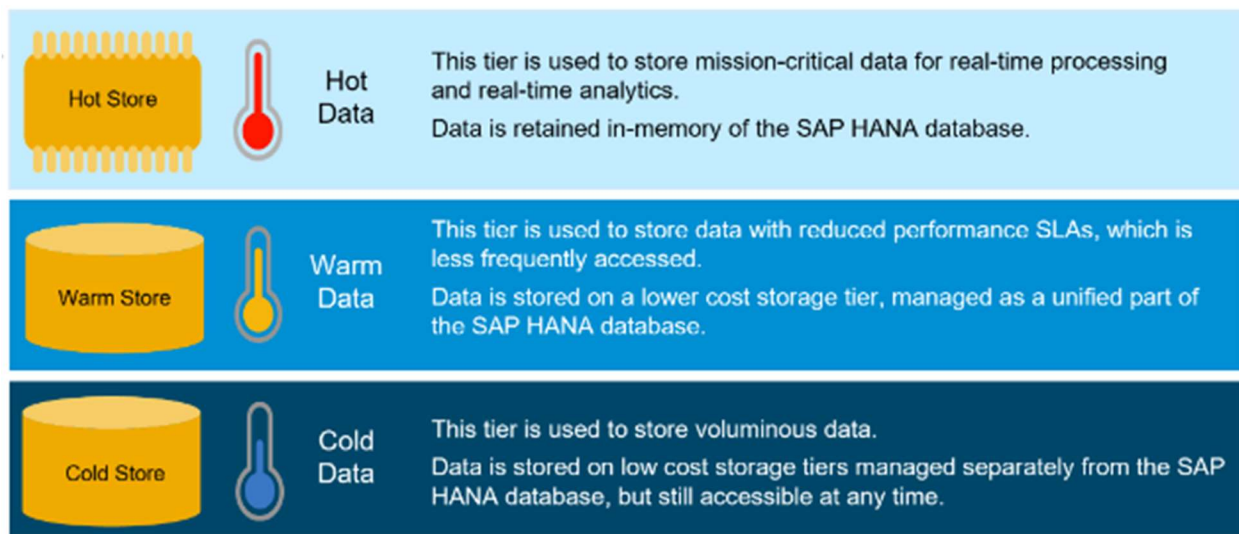 Hot Store
Hot
Data
This tier is used to store mission-critical data for real-time processing
and real-time analytics.
Data is retained in-memory of the SAP HANA database.
Warm Store
Warm
Data
This tier is used to store data with reduced performance SLAs, which is
less frequently accessed.
Data is stored on a lower cost storage tier, managed as a unified part of
the SAP HANA database.
Cold Store
Cold
Data
This tier is used to store voluminous data.
Data is stored on low cost storage tiers managed separately from the SAP
HANA database, but still accessible at any time.